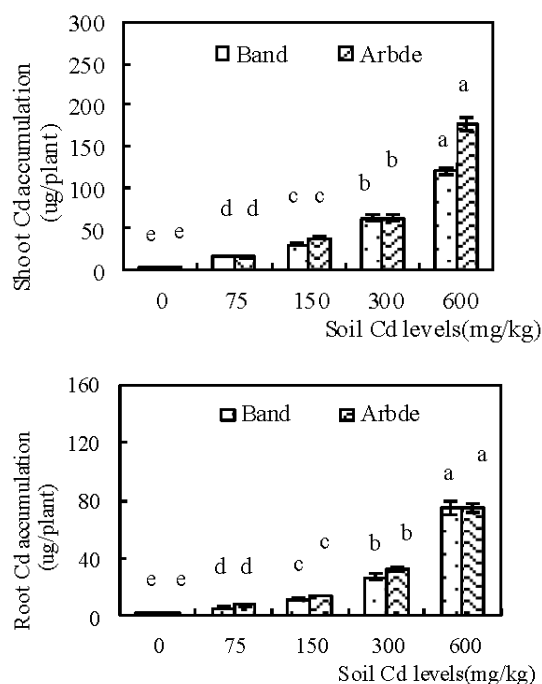 300
Band Arbde
250
200
a
150
a
b
100
b
c c
50
d d
e e
0
0 75 150 300 600
Shoot Cd accumulation
(ug/plant)
Soil Cd levels(mg/kg)
160
Band Arbde
120
a
a
80
b
b
c
40
c
d d
e e
0
0 75 150 300 600
Root Cd accumulation
(ug/plant)
Soil Cd levels(mg/kg)